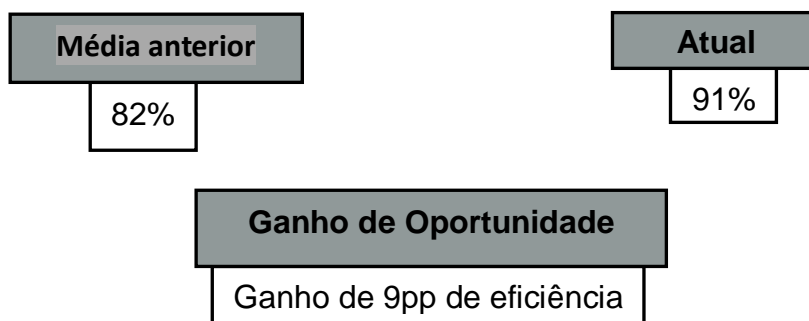 Média anterior
Atual
82%
91%
Ganho de Oportunidade
Ganho de 9pp de eficiência